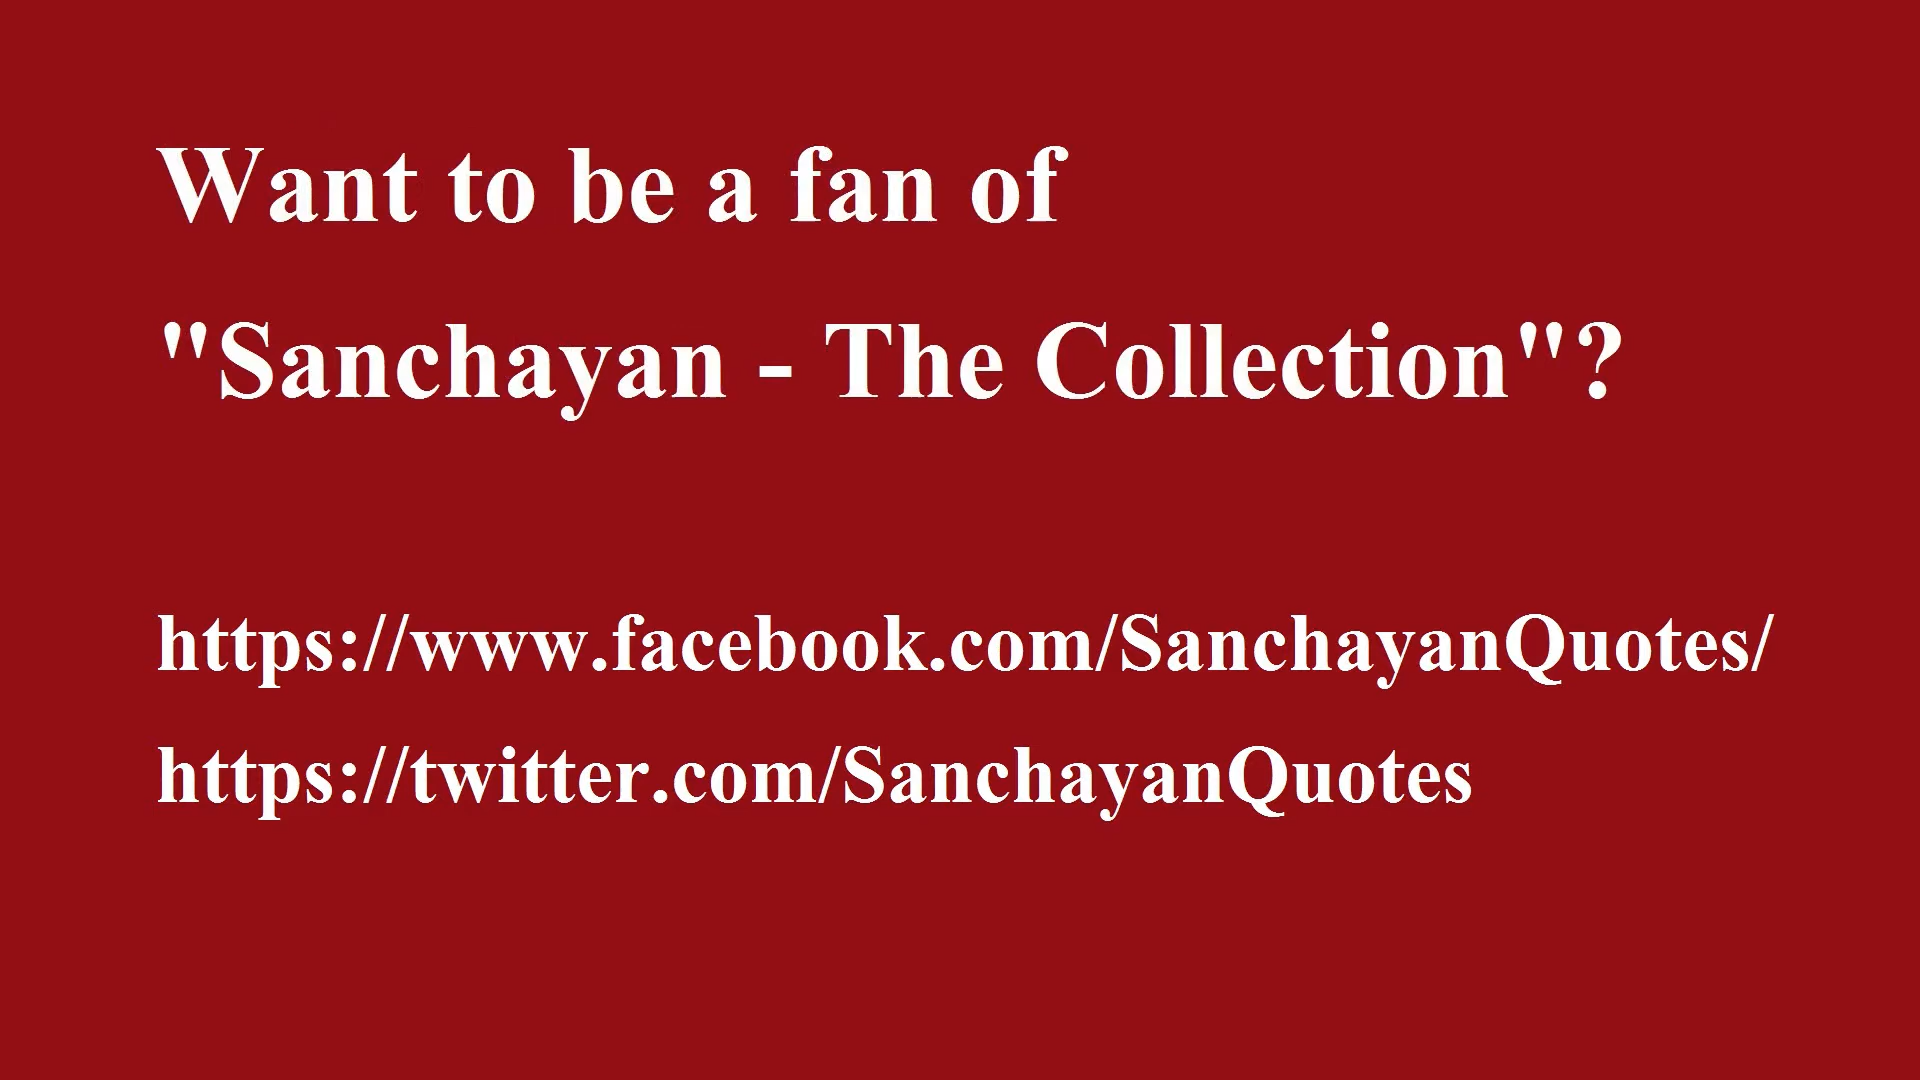 Want to be a fan of
"Sanchayan - The Collection"?
https://www.facebook.com/SanchayanQuotes/
https://twitter.com/SanchayanQuotes